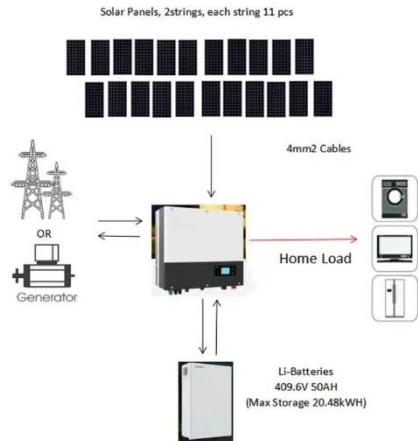 Solar Panels, 2strings, each string 11 pcs
4mm2 Cables
OR
Generator
Home Load
Li-Batteries
409.6V 50AH
(Max Storage 20.48kWH)